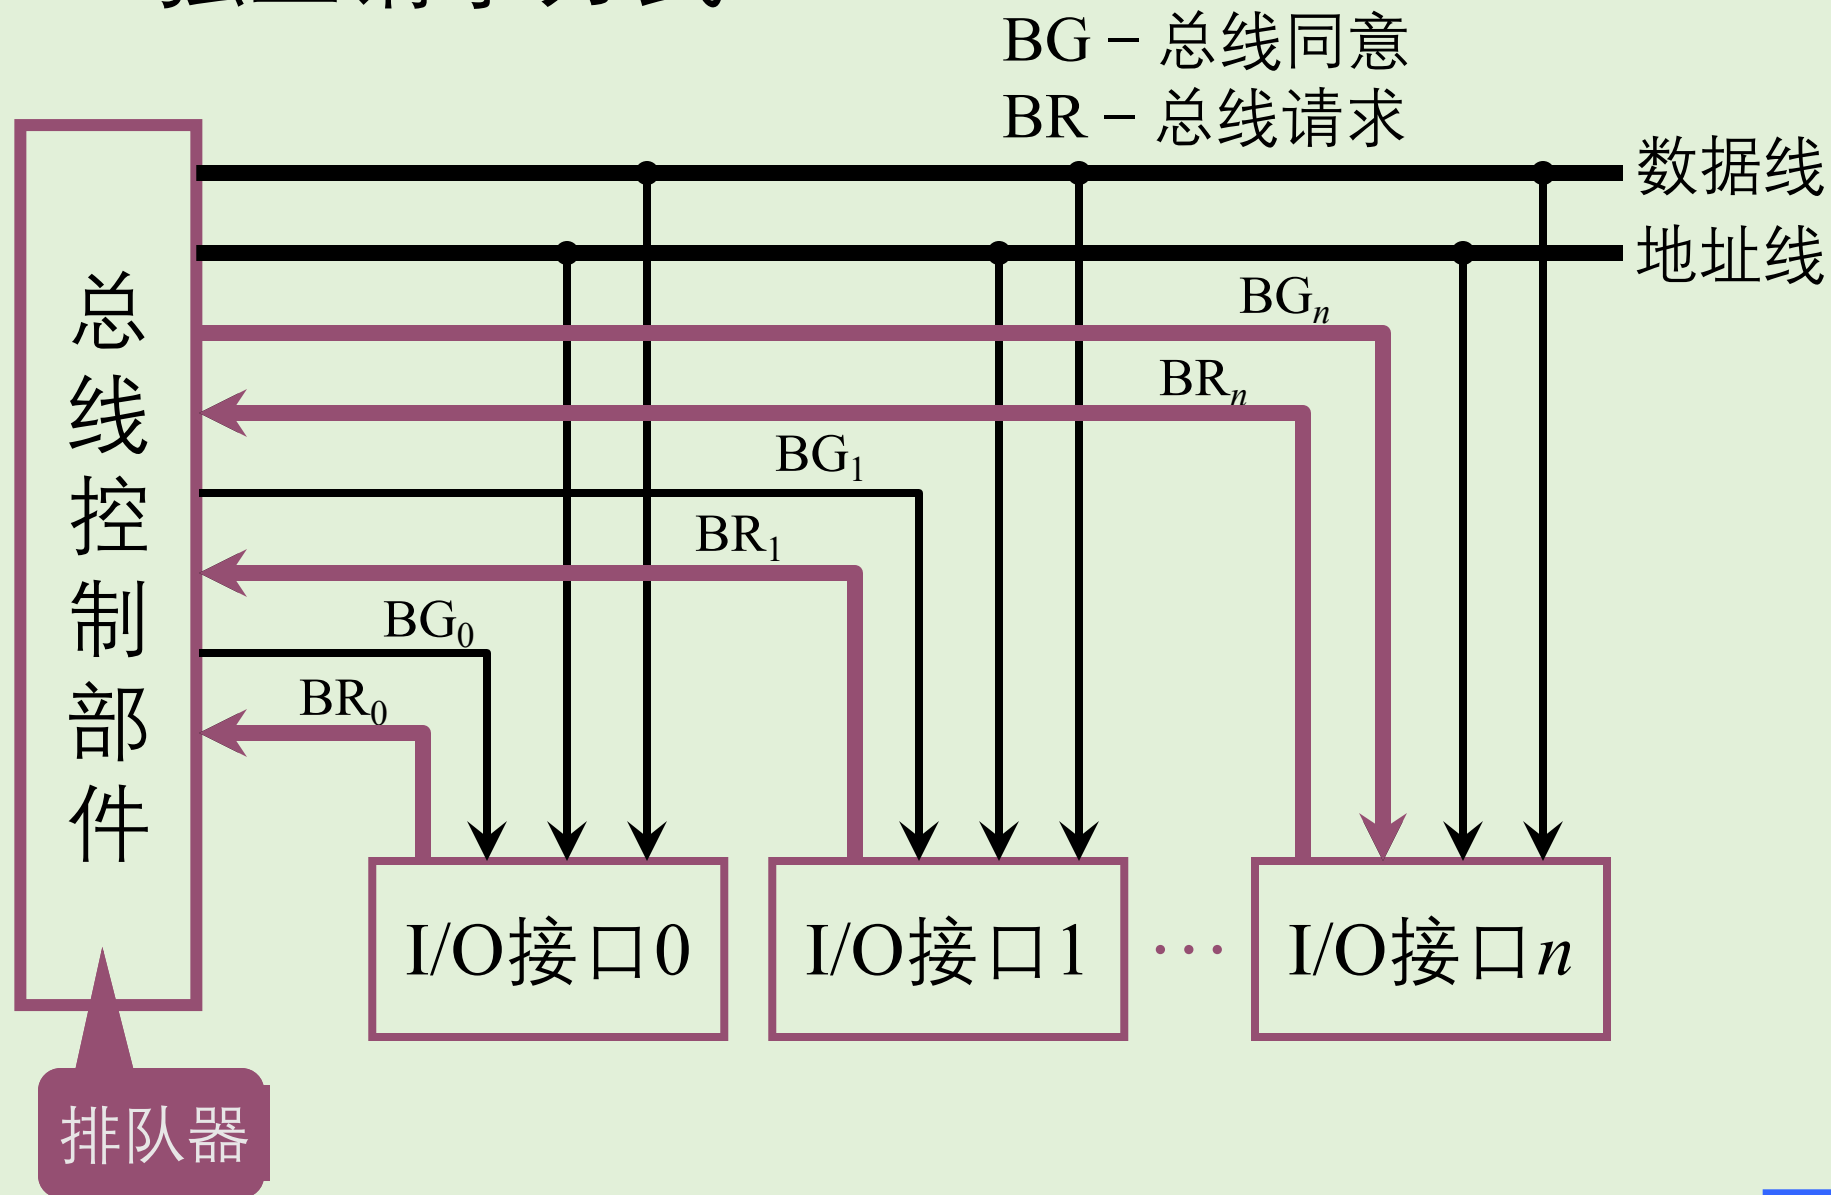 BG – 总线同意
BR – 总线请求
数据线
地址线
BGₙ
BRₙ
BG₁
BR₁
BG₀
BR₀
总线控制部件
I/O接口0
I/O接口1
…
I/O接口n
排队器